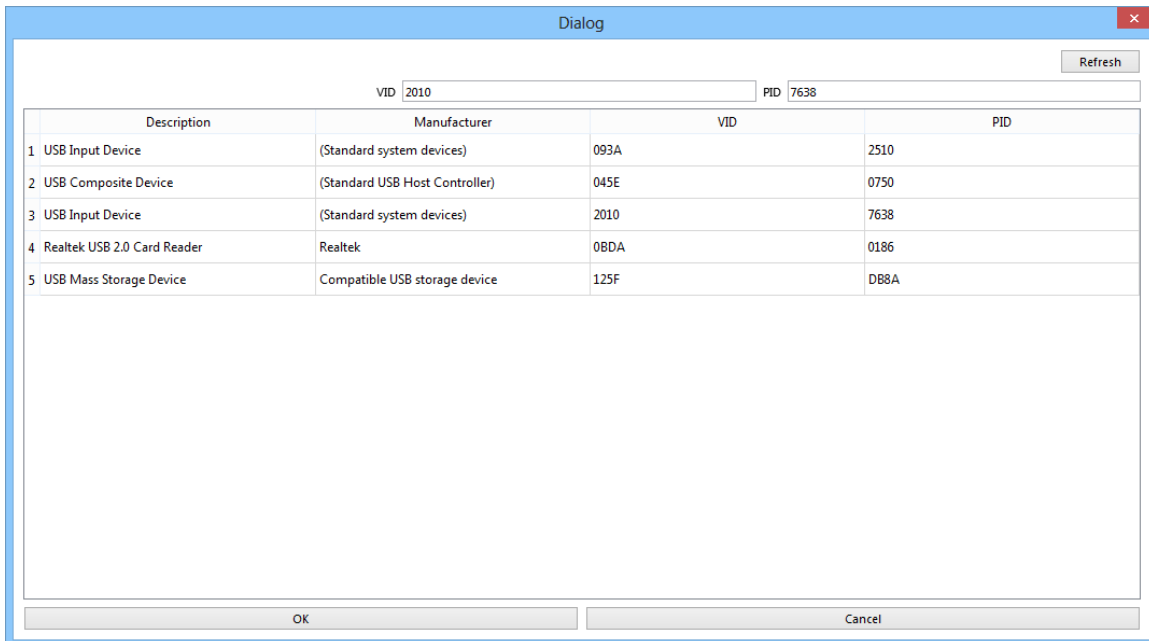 Dialog
Refresh
VID 2010 PID 7638
Description Manufacturer VID PID
1 USB Input Device (Standard system devices) 093A 2510
2 USB Composite Device (Standard USB Host Controller) 045E 0750
3 USB Input Device (Standard system devices) 2010 7638
4 Realtek USB 2.0 Card Reader Realtek 0BDA 0186
5 USB Mass Storage Device Compatible USB storage device 125F DB8A
OK Cancel